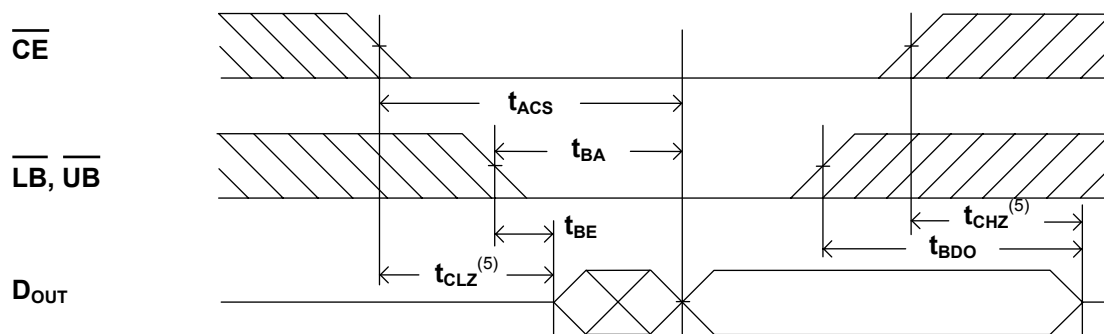 CE
tACS
LB, UB
tBA
tCHZ(5)
tBE
tBDO
tCLZ(5)
DOUT